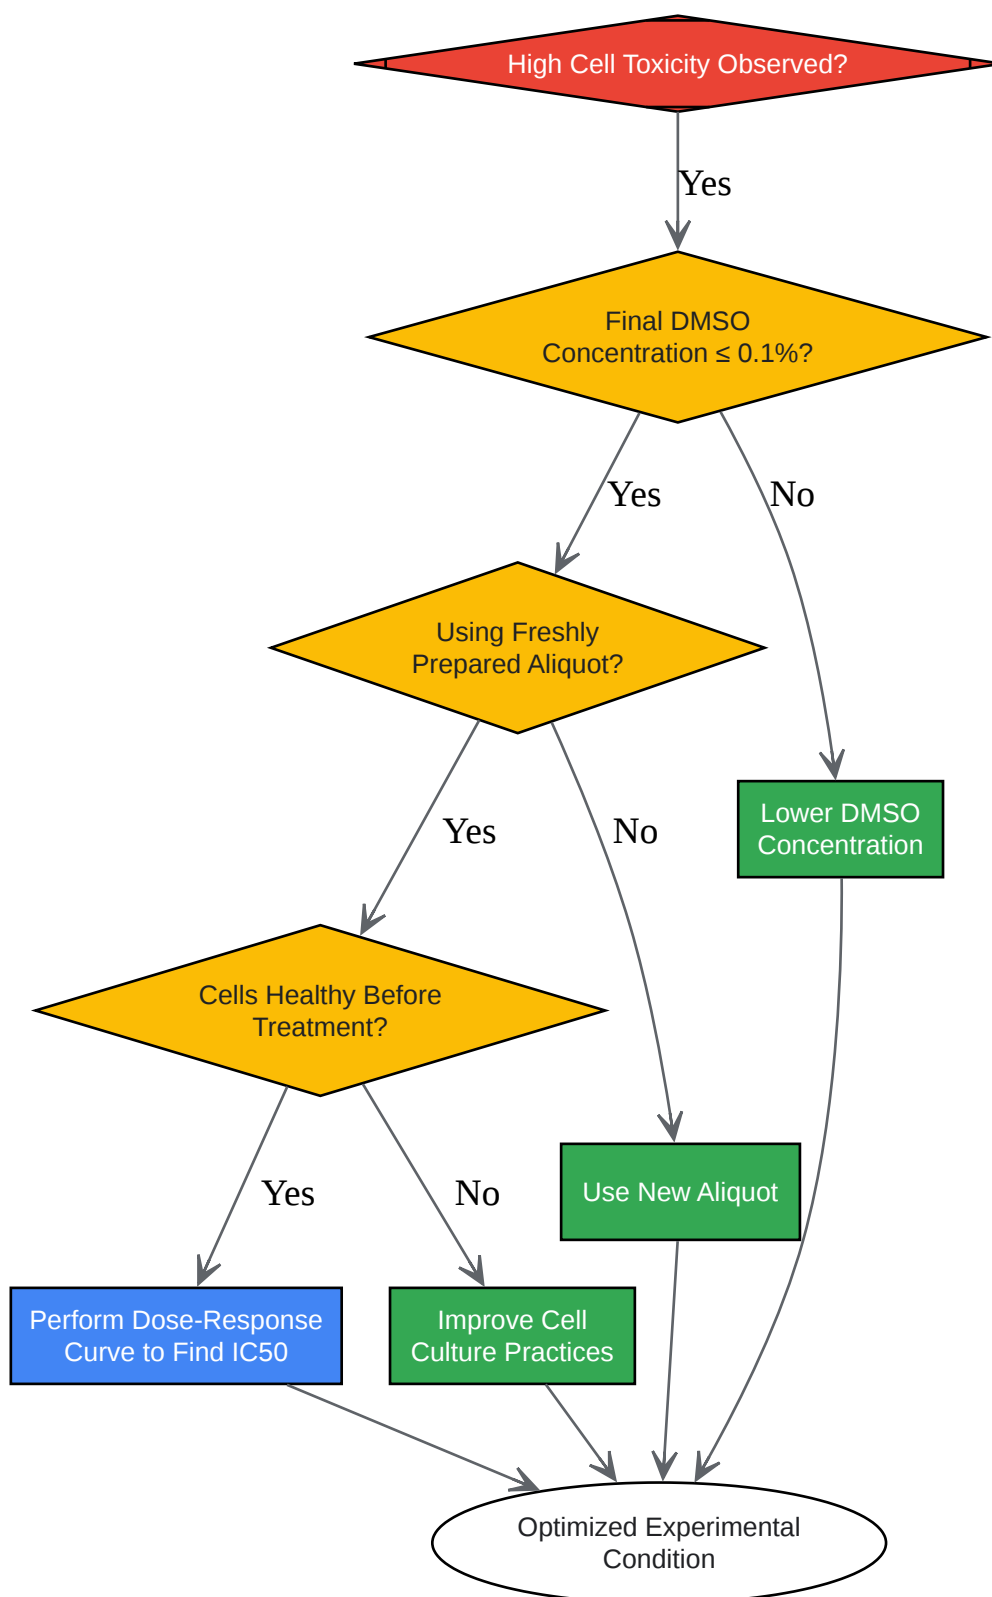 High Cell Toxicity Observed?
Yes
Final DMSO
Concentration ≤ 0.1%?
Yes
No
Using Freshly
Prepared Aliquot?
Lower DMSO
Concentration
Yes
No
Cells Healthy Before
Treatment?
Use New Aliquot
Yes
No
Perform Dose-Response
Curve to Find IC50
Improve Cell
Culture Practices
Optimized Experimental
Condition